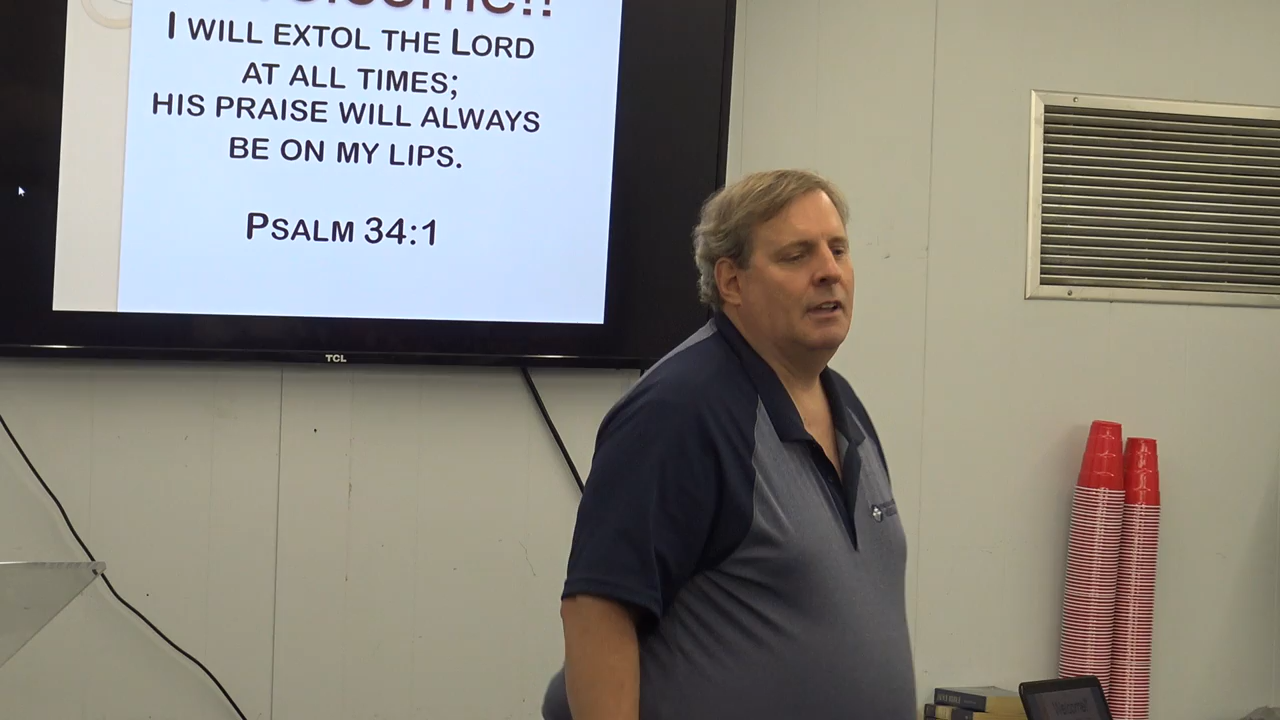 I WILL EXTOL THE LORD
AT ALL TIMES;
HIS PRAISE WILL ALWAYS
BE ON MY LIPS.
PSALM 34:1
TCL